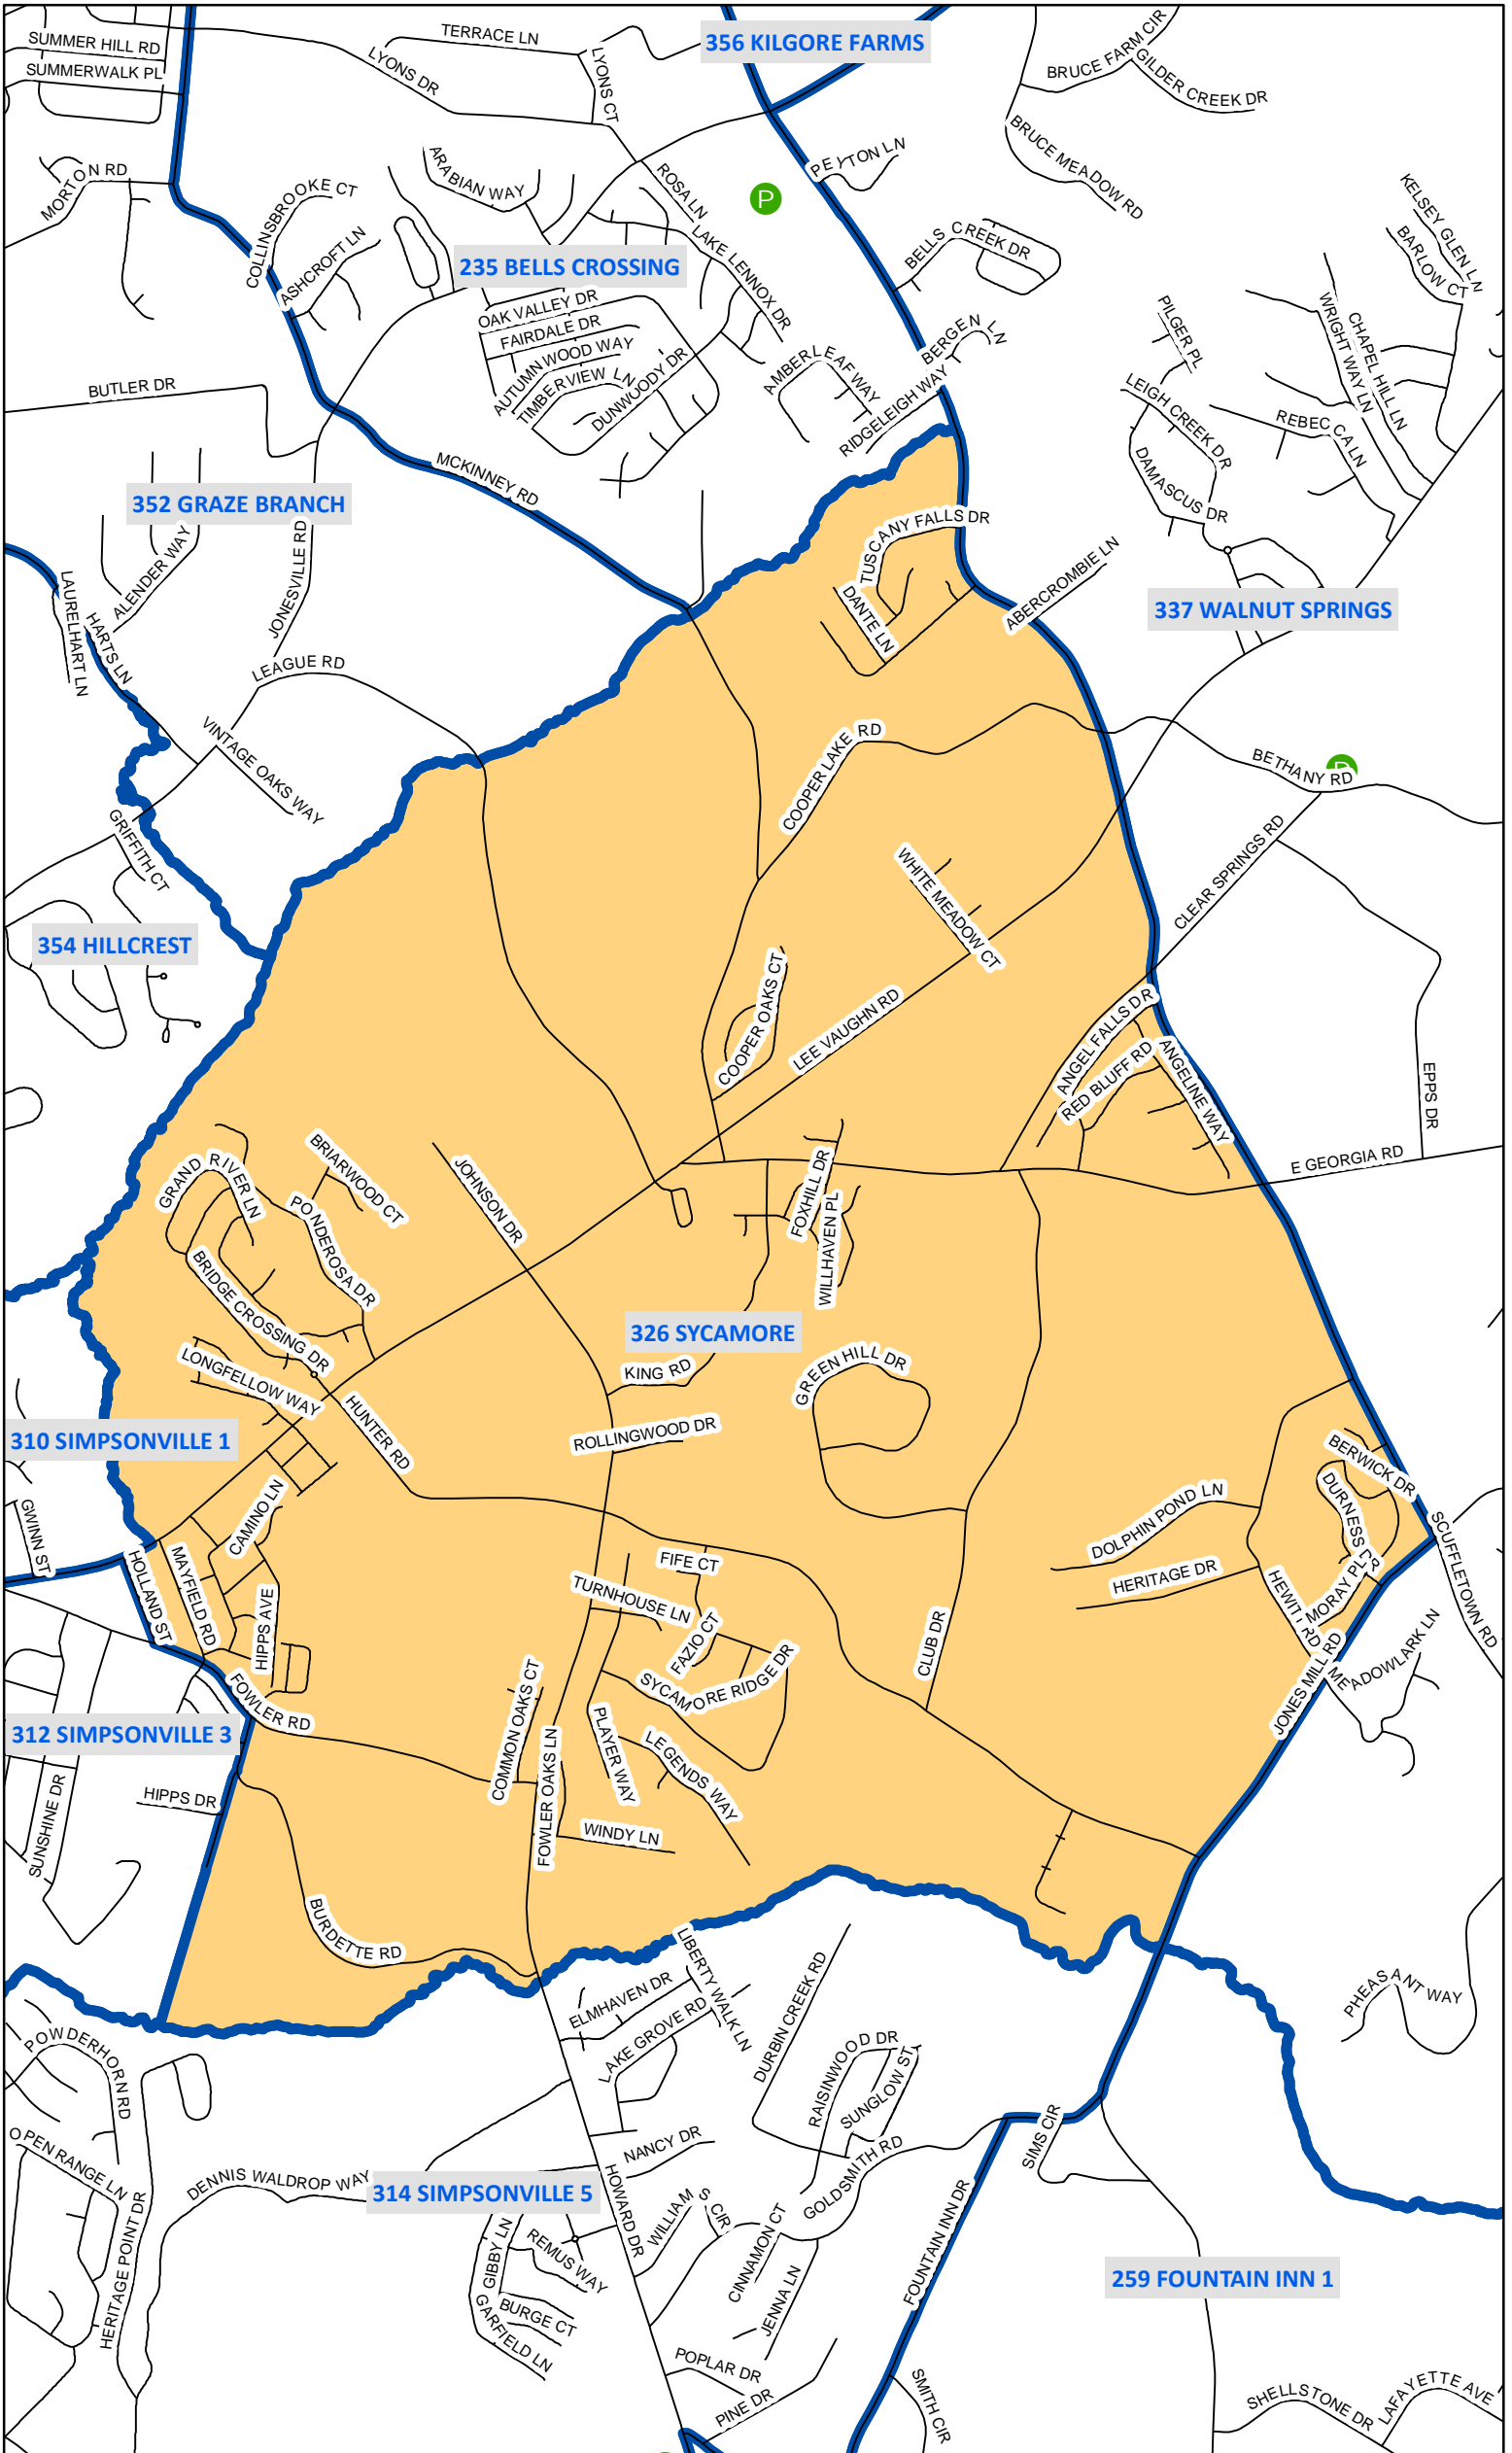 SUMMER HILL RD
SUMMERWALK PL
TERRACE LN
LYONS DR
LYONS CT
356 KILGORE FARMS
BRUCE FARM CIR
GILDER CREEK DR
BRUCE MEADOW RD
MORTON RD
COLLINSBROOKE CT
ASHCROFT LN
ARABIAN WAY
ROSA LN
P
PEYTON LN
LAKE LENNOX DR
BELLS CREEK DR
KELSEY GLEN LN
BARLOW CT
235 BELLS CROSSING
OAK VALLEY DR
FAIRDALE DR
AUTUMNWOOD WAY
TIMBERVIEW LN
DUNWOODY DR
AMBERLEAF WAY
RIDGELEIGH WAY
BERGEN LN
PILGER PL
WRIGHT WAY LN
CHAPEL HILL LN
LEIGH CREEK DR
REBECCA LN
DAMASCUS DR
BUTLER DR
MCKINNEY RD
352 GRAZE BRANCH
ALENDER WAY
JONESVILLE RD
LAURELHART LN
HARTS LN
LEAGUE RD
VINTAGE OAKS WAY
TUSCANY FALLS DR
DANTE LN
ABERCROMBIE LN
337 WALNUT SPRINGS
COOPER LAKE RD
BETHANY RD
GRIFFITH CT
WHITE MEADOW CT
CLEAR SPRINGS RD
354 HILLCREST
COOPER OAKS CT
LEE VAUGHN RD
ANGEL FALLS DR
RED BLUFF RD
ANGELINE WAY
EPPS DR
E GEORGIA RD
GRAND RIVER LN
BRIARWOOD CT
PONDEROSA DR
JOHNSON DR
FOXHILL DR
WILLHAVEN PL
BRIDGE CROSSING DR
326 SYCAMORE
LONGFELLOW WAY
KING RD
GREEN HILL DR
HUNTER RD
ROLLINGWOOD DR
310 SIMPSONVILLE 1
GWINN ST
CAMINO LN
DOLPHIN POND LN
BERWICK DR
DURNESS DR
SCUFFLETOWN RD
HOLLAND ST
MAYFIELD RD
HIPPS AVE
FIFE CT
TURNHOUSE LN
FAZIO CT
HERITAGE DR
HEWITT RD
MORAY PL
CLUB DR
SYCAMORE RIDGE DR
MEADOWLARK LN
JONES MILL RD
FOWLER RD
312 SIMPSONVILLE 3
COMMON OAKS CT
FOWLER OAKS LN
PLAYER WAY
LEGENDS WAY
HIPPS DR
SUNSHINE DR
WINDY LN
BURDETTE RD
LIBERTY WALK LN
ELMHAVEN DR
LAKE GROVE RD
DURBIN CREEK RD
PHEASANT WAY
POWDERHORN RD
RAISINWOOD DR
SUNGLOW ST
OPEN RANGE LN
DENNIS WALDROP WAY
NANCY DR
GOLDSMITH RD
SIMS CIR
314 SIMPSONVILLE 5
HOWARD DR
WILLIAMS CIR
HERITAGE POINT DR
GIBBY LN
REMUS WAY
CINNAMON CT
FOUNTAIN INN DR
259 FOUNTAIN INN 1
BURGE CT
GARFIELD LN
JENNA LN
POPLAR DR
PINE DR
SMITH CIR
SHELLSTONE DR
LAFAYETTE AVE